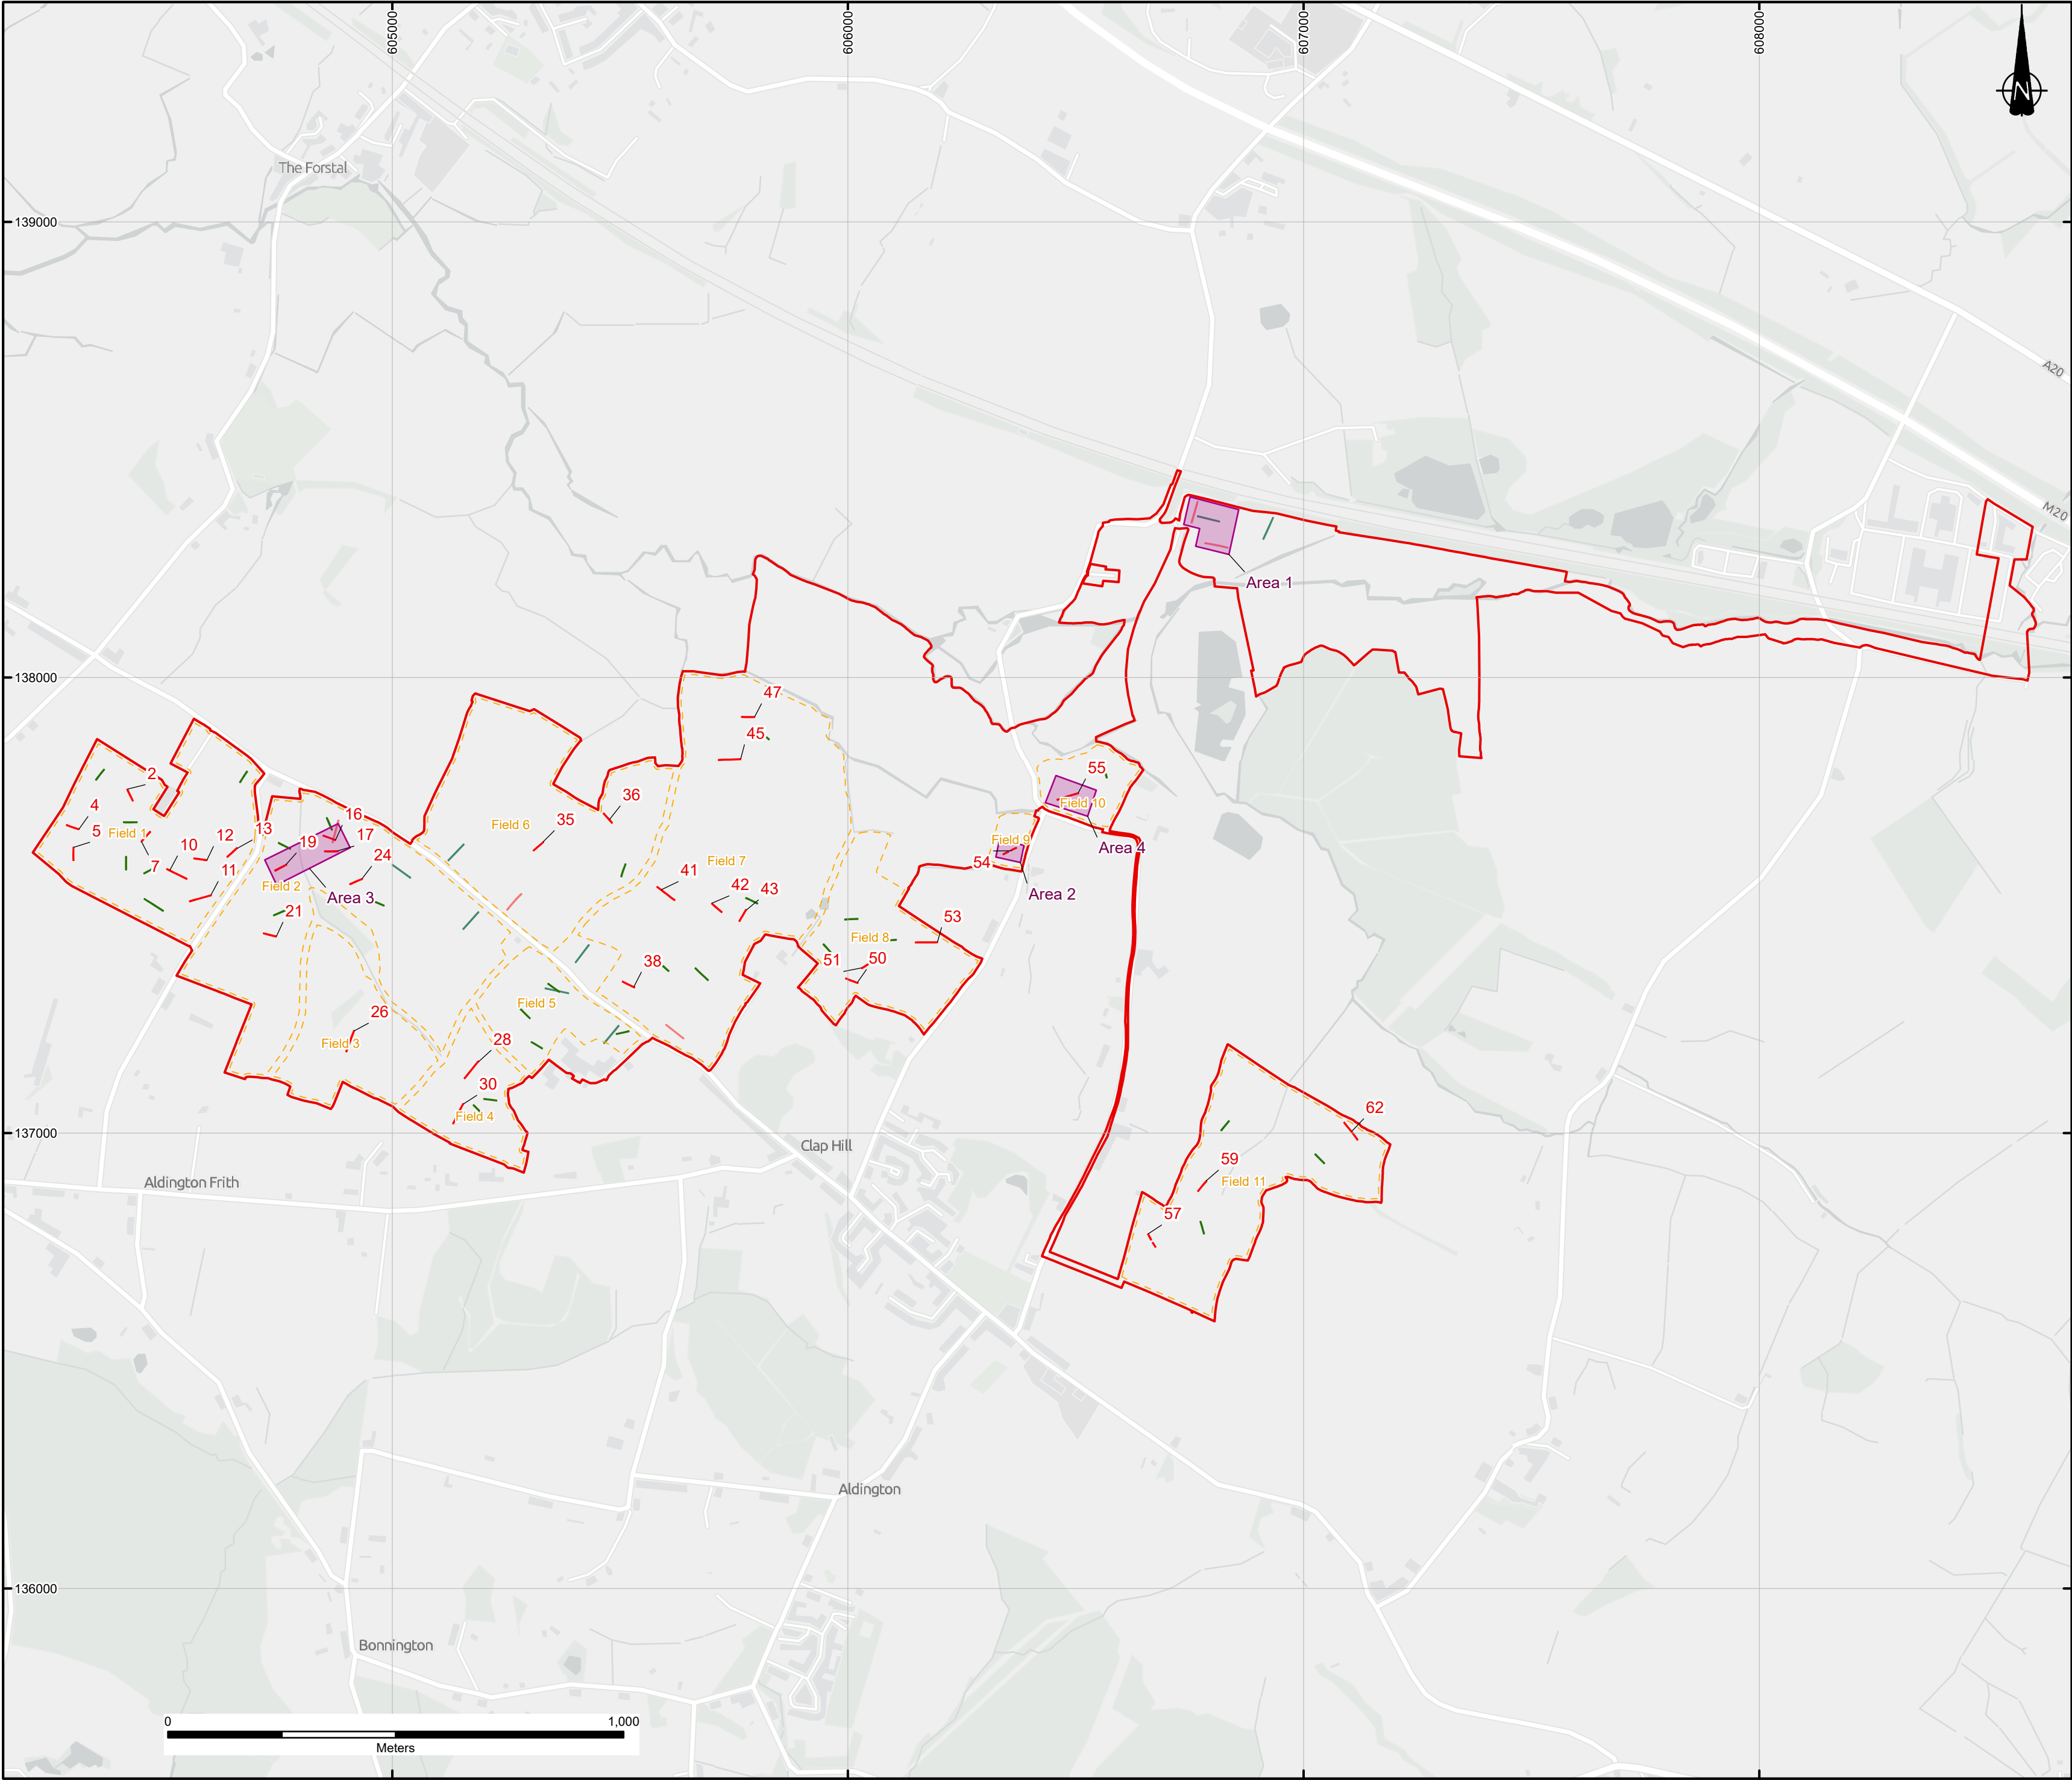 605000
606000
607000
608000
N
The Forstal
139000
A20
M20
Area 1
138000
47
45
55
2
36
Field 10
4
16
35
Field 6
5
Field 1
12
13
17
Field 9
10
19
Area 4
24
54
7
Field 7
11
41
Field 2
42
43
Area 2
Area 3
21
53
Field 8
51
50
38
Field 5
26
Field 3
28
30
62
Field 4
137000
Clap Hill
59
Aldington Frith
Field 11
57
Aldington
136000
Bonnington
0
1,000
Meters